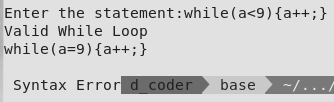 Enter the statement:while(a<9){a++;}
Valid While Loop
while(a=9){a++;}
Syntax Error d_coder base ~/.../